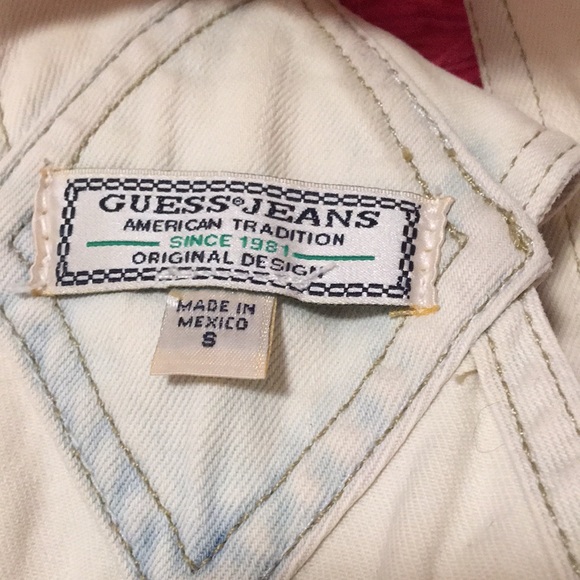 GUESS® JEANS
AMERICAN TRADITION
SINCE 1981
ORIGINAL DESIGN
MADE IN
MEXICO
S